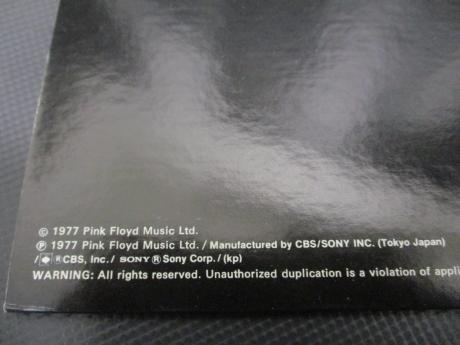 © 1977 Pink Floyd Music Ltd.
℗ 1977 Pink Floyd Music Ltd. / Manufactured by CBS/SONY INC. (Tokyo Japan)
/ ® CBS, Inc. / SONY ® Sony Corp. / (kp)
WARNING: All rights reserved. Unauthorized duplication is a violation of appli